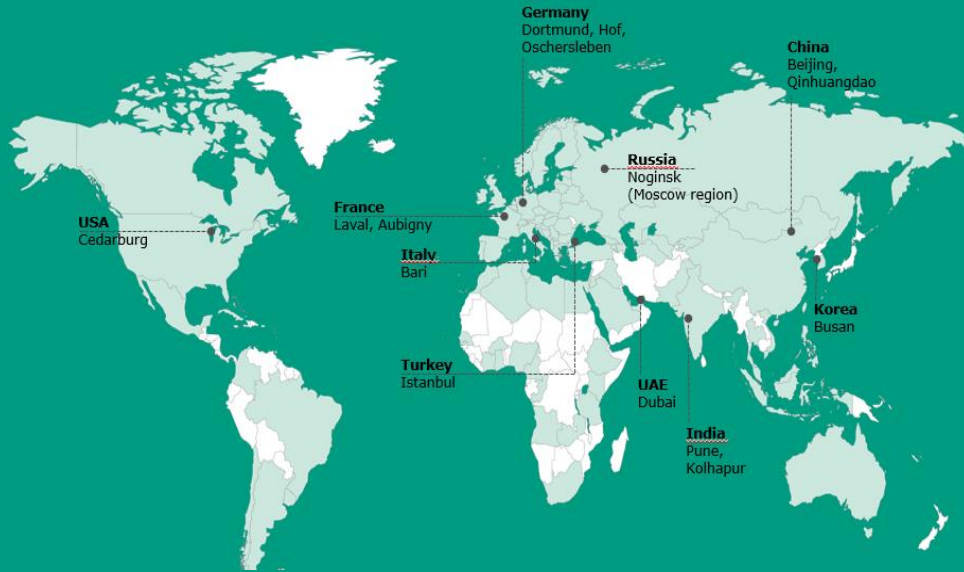 Germany
Dortmund, Hof,
Oschersleben
China
Beijing,
Qinhuangdao
Russia
Noginsk
(Moscow region)
France
Laval, Aubigny
USA
Cedarburg
Italy
Bari
Korea
Busan
Turkey
Istanbul
UAE
Dubai
India
Pune,
Kolhapur